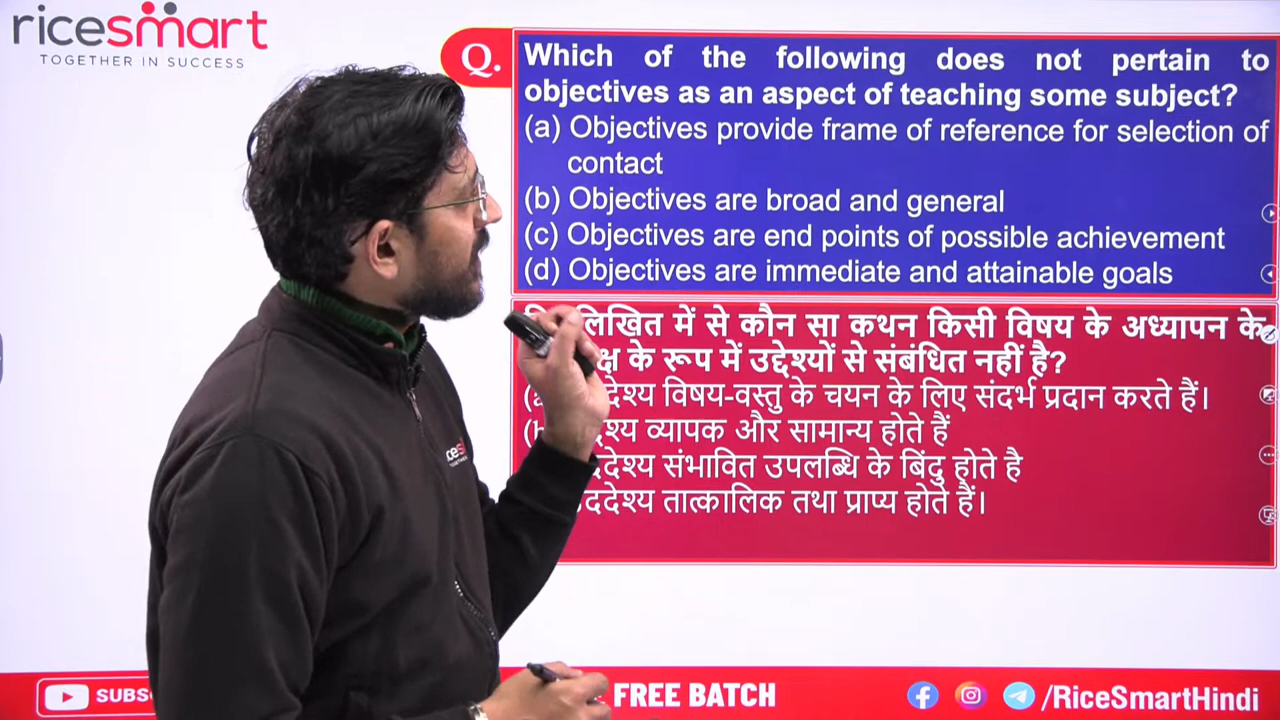 ricesmart
TOGETHER IN SUCCESS
Q.
Which of the following does not pertain to
objectives as an aspect of teaching some subject?
(a) Objectives provide frame of reference for selection of
contact
(b) Objectives are broad and general
(c) Objectives are end points of possible achievement
(d) Objectives are immediate and attainable goals
में से कौन सा कथन किसी विषय के अध्यापन के
के रूप में उद्देश्यों से संबंधित नहीं है?
विषय-वस्तु के चयन के लिए संदर्भ प्रदान करते हैं।
व्यापक और सामान्य होते हैं
संभावित उपलब्धि के बिंदु होते है
तात्कालिक तथा प्राप्य होते हैं।
FREE BATCH
/RiceSmartHindi